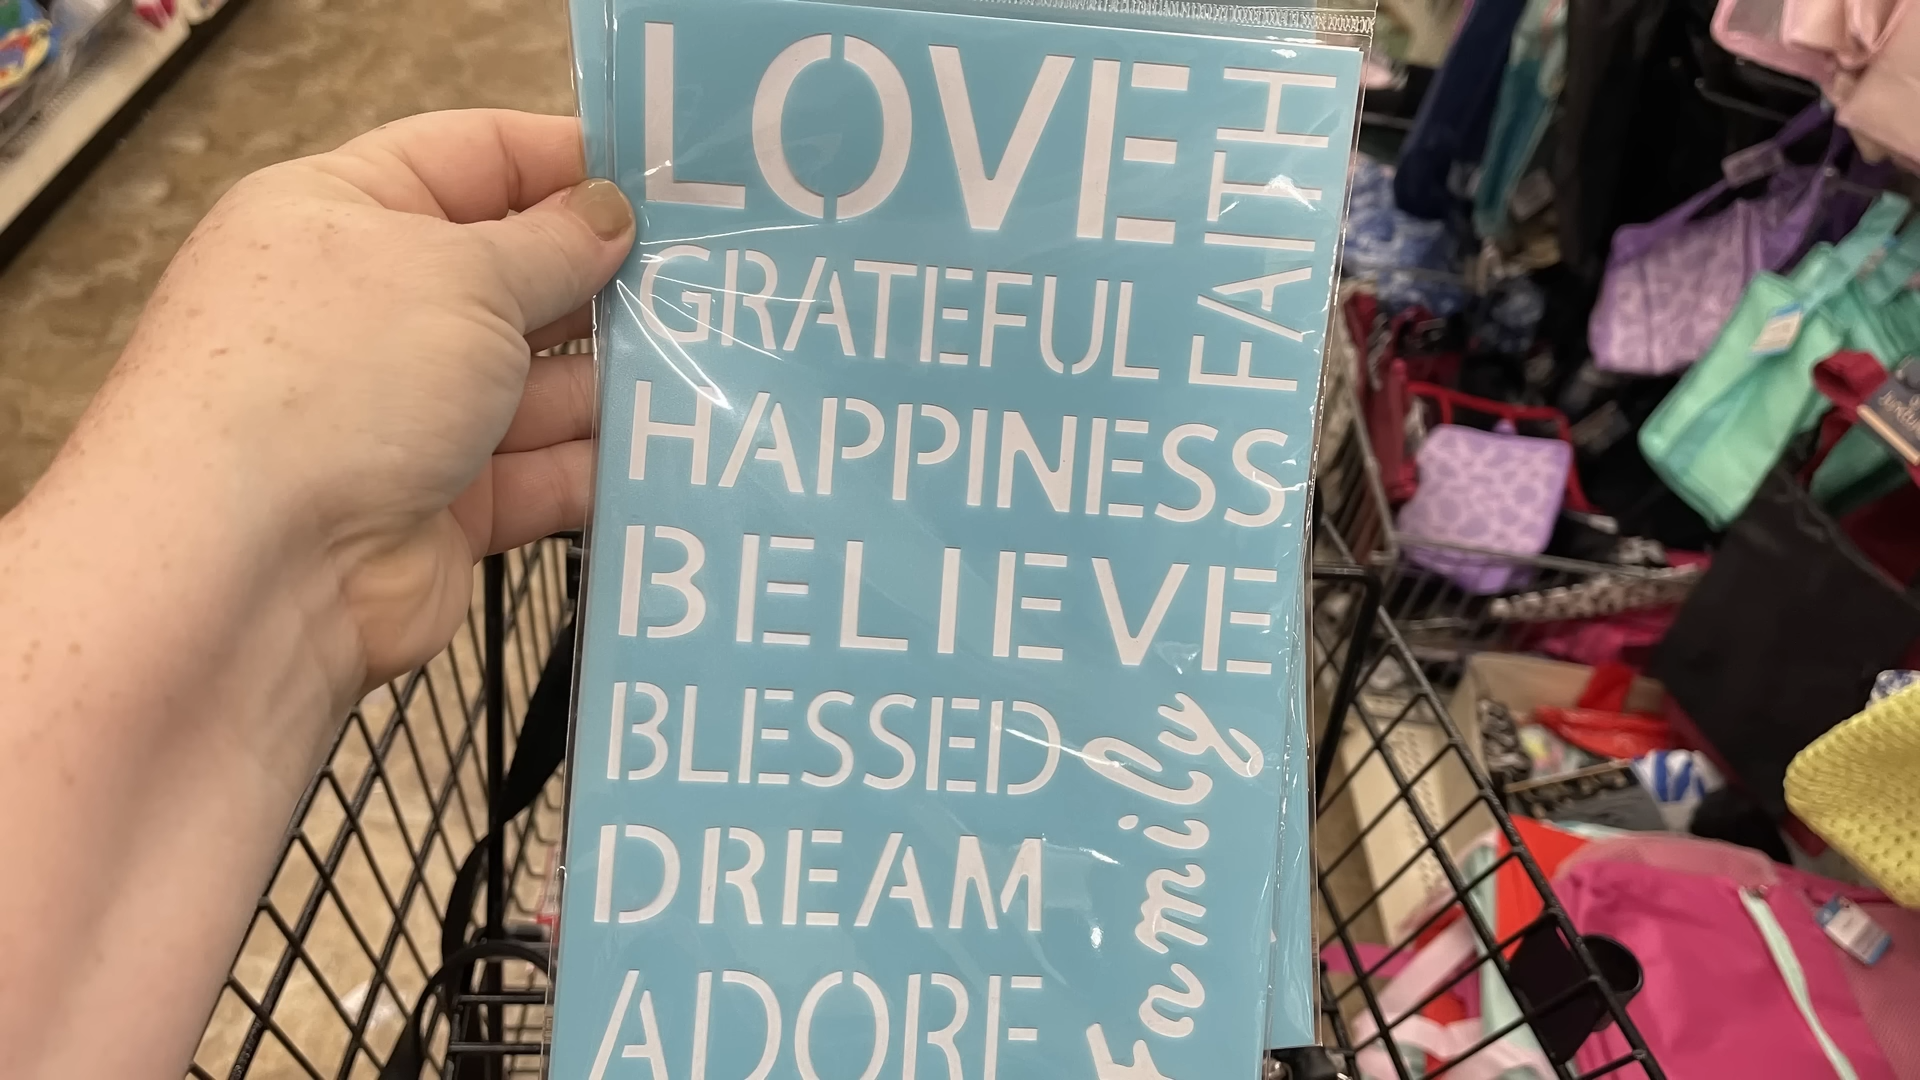 LOVE
FAITH
GRATEFUL
HAPPINESS
BELIEVE
BLESSED
Family
DREAM
ADORE